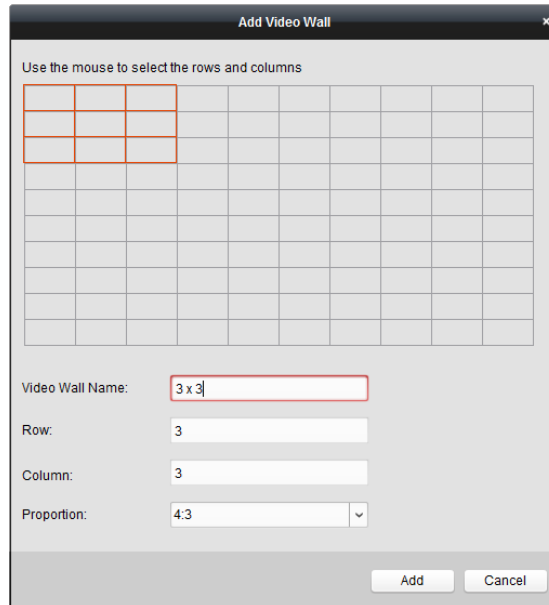 Add Video Wall ×
Use the mouse to select the rows and columns
Video Wall Name: 3 x 3
Row: 3
Column: 3
Proportion: 4:3
Add Cancel